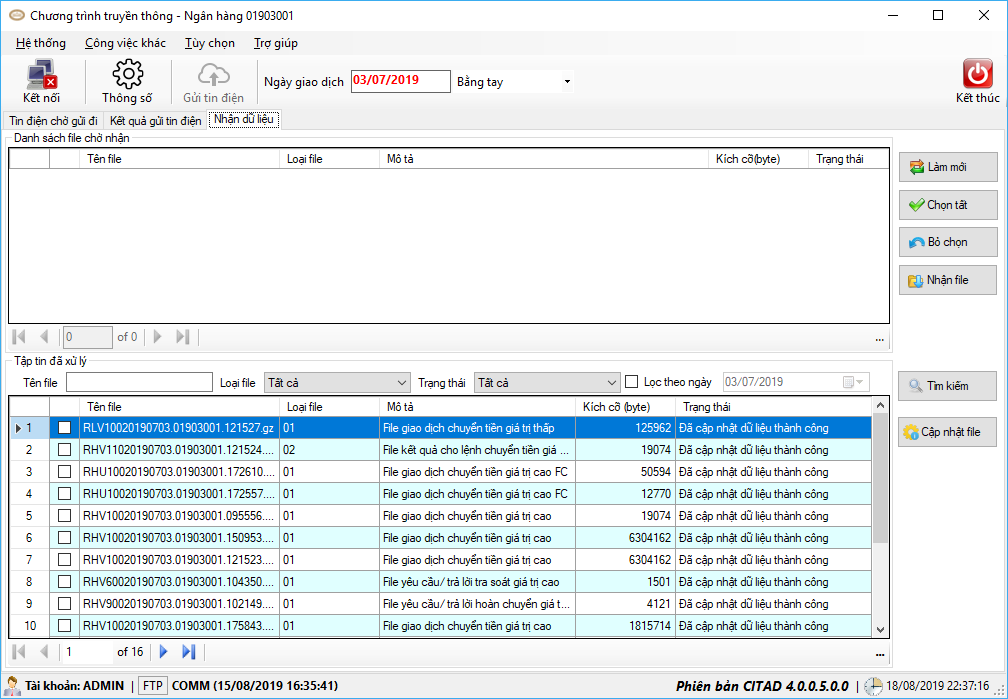 Chương trình truyền thông - Ngân hàng 01903001
Hệ thống Công việc khác Tùy chọn Trợ giúp
Kết nối Thông số Gửi tin điện Ngày giao dịch 03/07/2019 Bằng tay Kết thúc
Tin điện chờ gửi đi Kết quả gửi tin điện Nhận dữ liệu
Danh sách file chờ nhận
Tên file Loại file Mô tả Kích cỡ(byte) Trạng thái
Làm mới
Chọn tất
Bỏ chọn
Nhận file
0 of 0 ...
Tập tin đã xử lý
Tên file Loại file Tất cả Trạng thái Tất cả Lọc theo ngày 03/07/2019 Tìm kiếm
Tên file Loại file Mô tả Kích cỡ (byte) Trạng thái
1 RLV10020190703.01903001.121527.gz 01 File giao dịch chuyển tiền giá trị thấp 125962 Đã cập nhật dữ liệu thành công
Cập nhật file
2 RHV11020190703.01903001.121524.... 02 File kết quả cho lệnh chuyển tiền giá ... 19074 Đã cập nhật dữ liệu thành công
3 RHU10020190703.01903001.172610.... 01 File giao dịch chuyển tiền giá trị cao FC 50594 Đã cập nhật dữ liệu thành công
4 RHU10020190703.01903001.172557.... 01 File giao dịch chuyển tiền giá trị cao FC 12770 Đã cập nhật dữ liệu thành công
5 RHV10020190703.01903001.095556.... 01 File giao dịch chuyển tiền giá trị cao 19074 Đã cập nhật dữ liệu thành công
6 RHV10020190703.01903001.150953.... 01 File giao dịch chuyển tiền giá trị cao 6304162 Đã cập nhật dữ liệu thành công
7 RHV10020190703.01903001.121523.... 01 File giao dịch chuyển tiền giá trị cao 6304162 Đã cập nhật dữ liệu thành công
8 RHV60020190703.01903001.104350.... 01 File yêu cầu/ trả lời tra soát giá trị cao 1501 Đã cập nhật dữ liệu thành công
9 RHV90020190703.01903001.102149.... 01 File yêu cầu/ trả lời hoàn chuyển giá t... 4121 Đã cập nhật dữ liệu thành công
10 RHV10020190703.01903001.175843.... 01 File giao dịch chuyển tiền giá trị cao 1815714 Đã cập nhật dữ liệu thành công
1 of 16 ...
Tài khoản: ADMIN | FTP COMM (15/08/2019 16:35:41) Phiên bản CITAD 4.0.0.5.0.0 | 18/08/2019 22:37:16